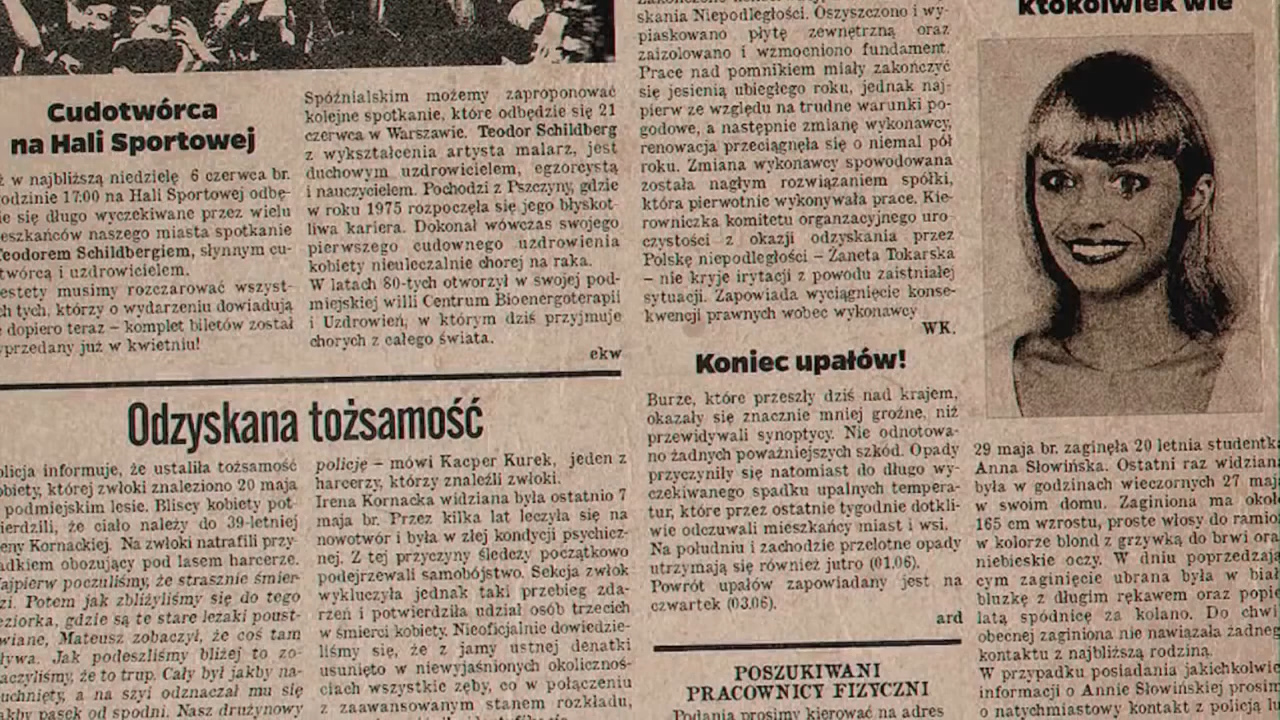 Cudotwórca
na Hali Sportowej
w najbliższą niedzielę 6 czerwca br.
odzinie 17:00 na Hali Sportowej odbę-
ie się długo wyczekiwane przez wielu
eszkańców naszego miasta spotkanie
eodorem Schildbergiem, słynnym cu-
twórcą i uzdrowicielem.
estety musimy rozczarować wszyst-
ch tych, którzy o wydarzeniu dowiadują
dopiero teraz – komplet biletów został
yprzedany już w kwietniu!
Spóźnialskim możemy zaproponować
kolejne spotkanie, które odbędzie się 21
czerwca w Warszawie. Teodor Schildberg
z wykształcenia artysta malarz, jest
duchowym uzdrowicielem, egzorcystą
i nauczycielem. Pochodzi z Pszczyny, gdzie
w roku 1975 rozpoczęła się jego błyskot-
liwa kariera. Dokonał wówczas swojego
pierwszego cudownego uzdrowienia
kobiety nieuleczalnie chorej na raka.
W latach 80-tych otworzył w swojej pod-
miejskiej willi Centrum Bioenergoterapii
i Uzdrowień, w którym dziś przyjmuje
chorych z całego świata.
ekw
Odzyskana tożsamość
olicja informuje, że ustaliła tożsamość
obiety, której zwłoki znaleziono 20 maja
podmiejskim lesie. Bliscy kobiety pot-
ierdzili, że ciało należy do 39-letniej
eny Kornackiej. Na zwłoki natrafili przy-
adkiem obozujący pod lasem harcerze.
ajpierw poczuliśmy, że strasznie śmier-
zi. Potem jak zbliżyliśmy się do tego
eziorka, gdzie są te stare leżaki poust-
wiane, Mateusz zobaczył, że coś tam
ływa. Jak podeszliśmy bliżej to zo-
aczyliśmy, że to trup. Cały był jakby na-
uchnięty, a na szyi odznaczał mu się
akby pasek od spodni. Nasz drużynowy
policję – mówi Kacper Kurek, jeden z
harcerzy, którzy znaleźli zwłoki.
Irena Kornacka widziana była ostatnio 7
maja br. Przez kilka lat leczyła się na
nowotwór i była w złej kondycji psychicz-
nej. Z tej przyczyny śledczy początkowo
podejrzewali samobójstwo. Sekcja zwłok
wykluczyła jednak taki przebieg zda-
rzeń i potwierdziła udział osób trzecich
w śmierci kobiety. Nieoficjalnie dowiedzie-
liśmy się, że z jamy ustnej denatki
usunięto w niewyjaśnionych okolicznoś-
ciach wszystkie zęby, co w połączeniu
z zaawansowanym stanem rozkładu,
skania Niepodległości. Oszyszczono i wy-
piaskowano płytę zewnętrzną oraz
zaizolowano i wzmocniono fundament.
Prace nad pomnikiem miały zakończyć
się jesienią ubiegłego roku, jednak naj-
pierw ze względu na trudne warunki po-
godowe, a następnie zmianę wykonawcy,
renowacja przeciągnęła się o niemal pół
roku. Zmiana wykonawcy spowodowana
została nagłym rozwiązaniem spółki,
która pierwotnie wykonywała prace. Kie-
rowniczka komitetu organzacyjnego uro-
czystości z okazji odzyskania przez
Polskę niepodległości – Żaneta Tokarska
– nie kryje irytacji z powodu zaistniałej
sytuacji. Zapowiada wyciągnięcie konse-
kwencji prawnych wobec wykonawcy
WK.
Koniec upałów!
Burze, które przeszły dziś nad krajem,
okazały się znacznie mniej groźne, niż
przewidywali synoptycy. Nie odnotowa-
no żadnych poważniejszych szkód. Opady
przyczyniły się natomiast do długo wy-
czekiwanego spadku upalnych tempera-
tur, które przez ostatnie tygodnie dotkli-
wie odczuwali mieszkańcy miast i wsi.
Na południu i zachodzie przelotne opady
utrzymają się również jutro (01.06).
Powrót upałów zapowiadany jest na
czwartek (03.06).
ard
POSZUKIWANI
PRACOWNICY FIZYCZNI
Podania prosimy kierować na adres
Ktokolwiek wie
29 maja br. zaginęła 20 letnia studentka
Anna Słowińska. Ostatni raz widzian
była w godzinach wieczornych 27 maj
w swoim domu. Zaginiona ma okoł
165 cm wzrostu, proste włosy do ramio
w kolorze blond z grzywką do brwi ora
niebieskie oczy. W dniu poprzedzają
cym zaginięcie ubrana była w biał
bluzkę z długim rękawem oraz popie
latą spódnicę za kolano. Do chwi
obecnej zaginiona nie nawiązała żadneg
kontaktu z najbliższą rodziną.
W przypadku posiadania jakichkolwie
informacji o Annie Słowińskiej prosim
o natychmiastowy kontakt z policją lu